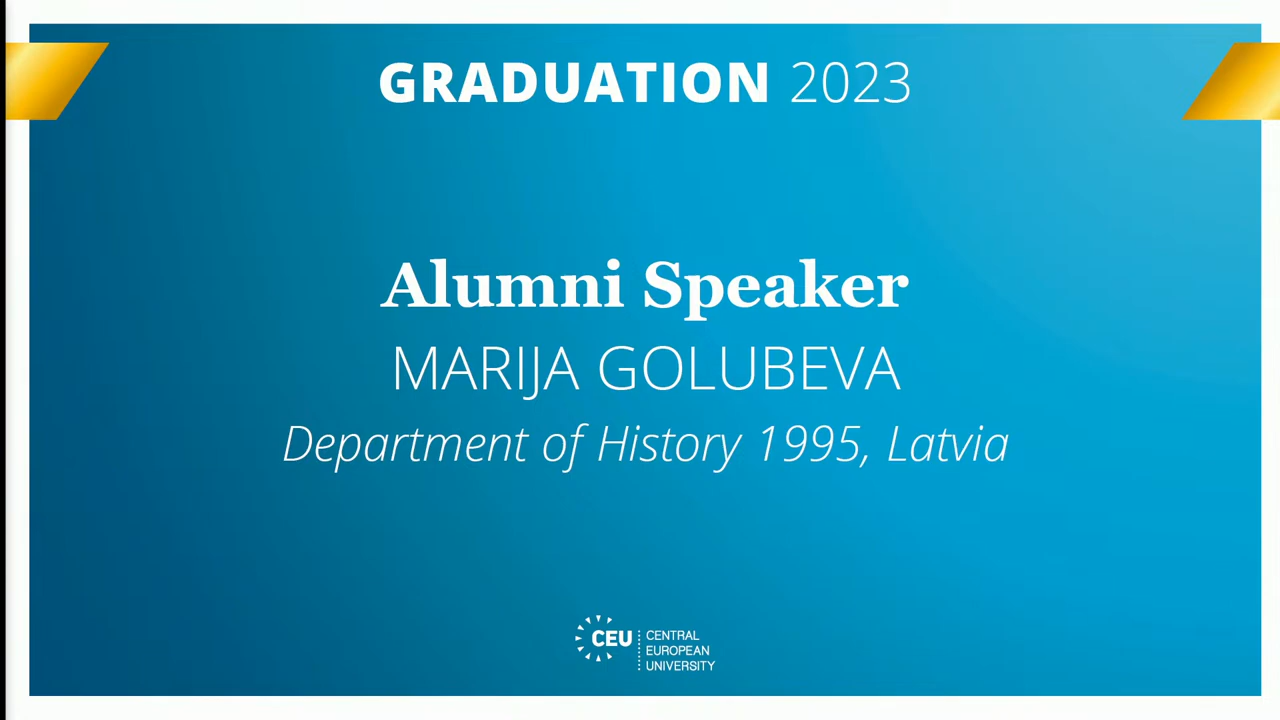 GRADUATION 2023
Alumni Speaker
MARIJA GOLUBEVA
Department of History 1995, Latvia
CEU
CENTRAL
EUROPEAN
UNIVERSITY